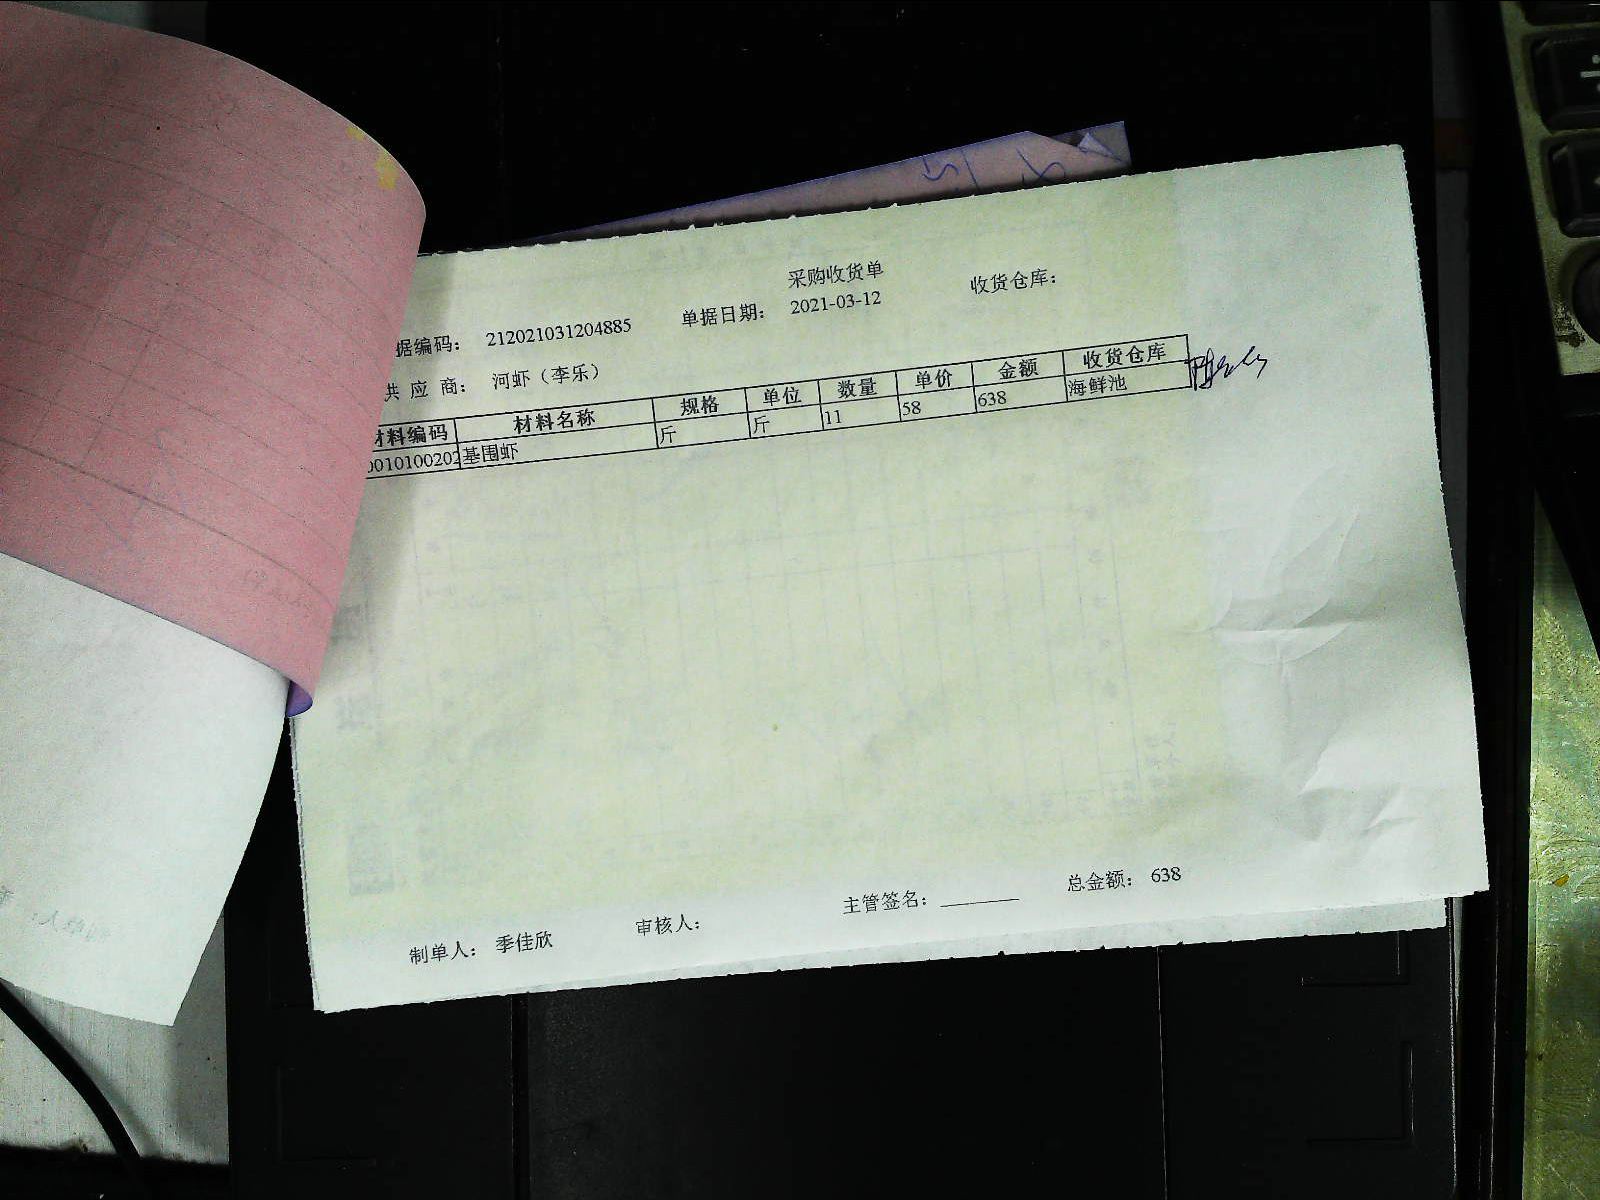 采购收货单
据编码： 212021031204885 单据日期： 2021-03-12 收货仓库：
供 应 商： 河虾（李乐）
材料编码 材料名称 规格 单位 数量 单价 金额 收货仓库
0010100202 基围虾 斤 斤 11 58 638 海鲜池
制单人： 季佳欣 审核人： 主管签名： ________ 总金额： 638